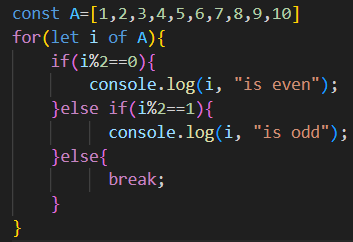 const A=[1,2,3,4,5,6,7,8,9,10]
for(let i of A){
    if(i%2==0){
        console.log(i, "is even");
    }else if(i%2==1){
          console.log(i, "is odd");
    }else{
          break;
    }
}